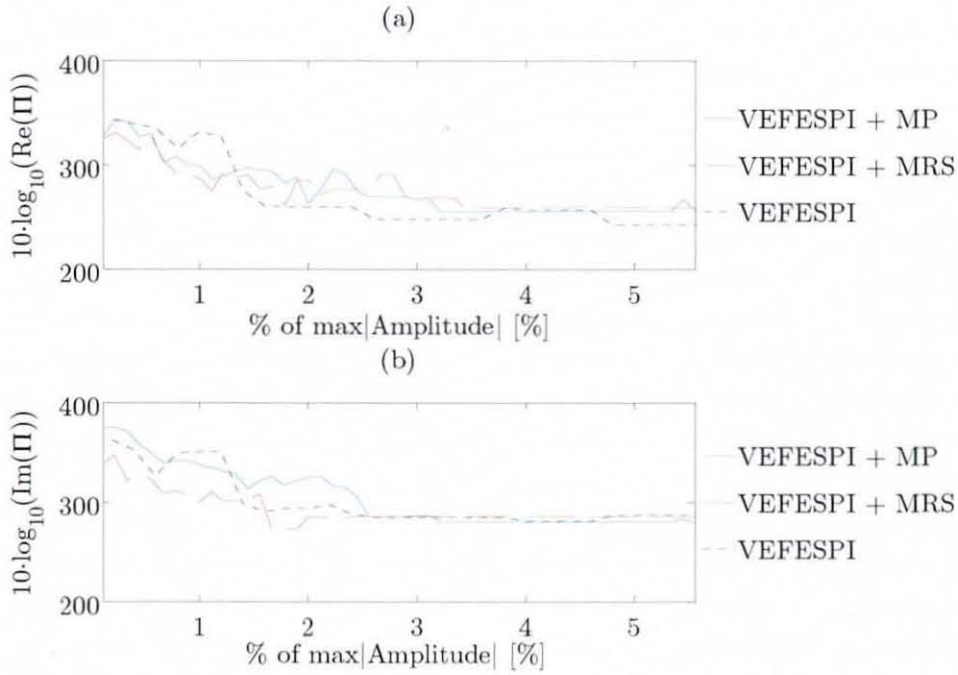 (a)
10·log₁₀(Re(Π))
400
300
200
1 2 3 4 5
% of max|Amplitude| [%]
VEFESPI + MP
VEFESPI + MRS
VEFESPI
(b)
10·log₁₀(Im(Π))
400
300
200
1 2 3 4 5
% of max|Amplitude| [%]
VEFESPI + MP
VEFESPI + MRS
VEFESPI